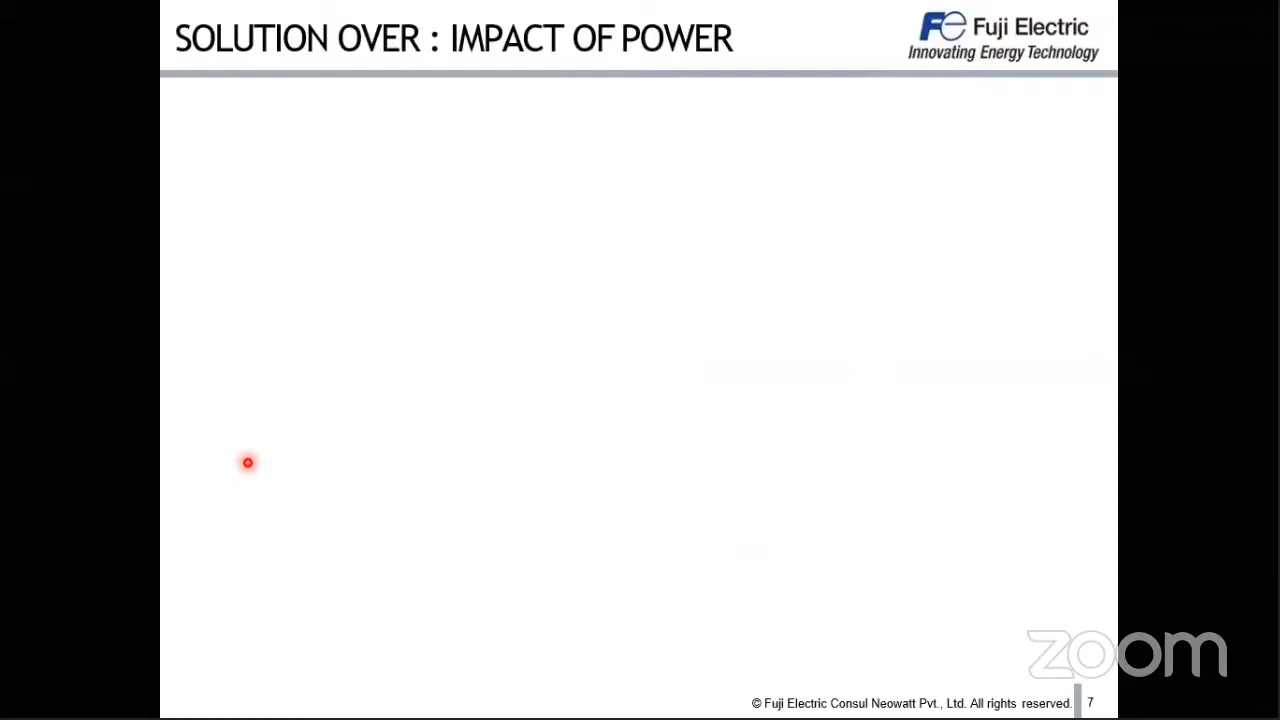 SOLUTION OVER : IMPACT OF POWER
Fe Fuji Electric
Innovating Energy Technology
zoom
© Fuji Electric Consul Neowatt Pvt., Ltd. All rights reserved.
7